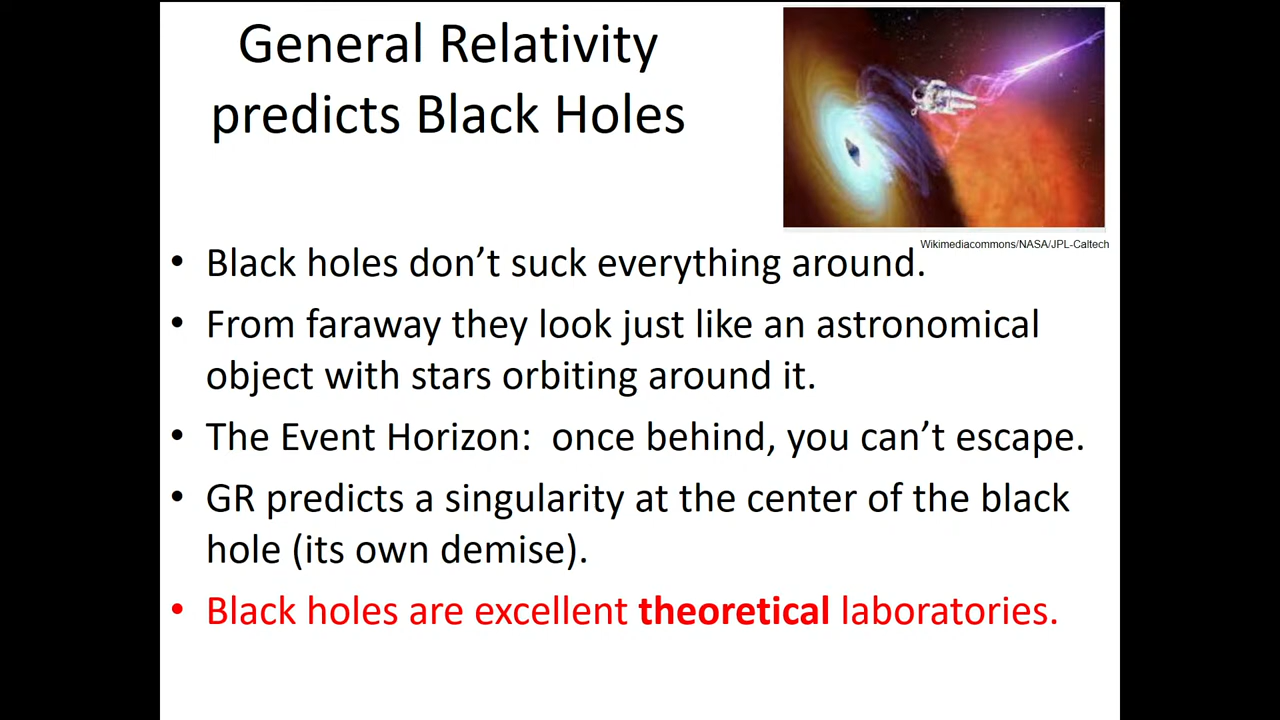 General Relativity
predicts Black Holes
Wikimediacommons/NASA/JPL-Caltech
• Black holes don’t suck everything around.
• From faraway they look just like an astronomical
object with stars orbiting around it.
• The Event Horizon:  once behind, you can’t escape.
• GR predicts a singularity at the center of the black
hole (its own demise).
• Black holes are excellent theoretical laboratories.